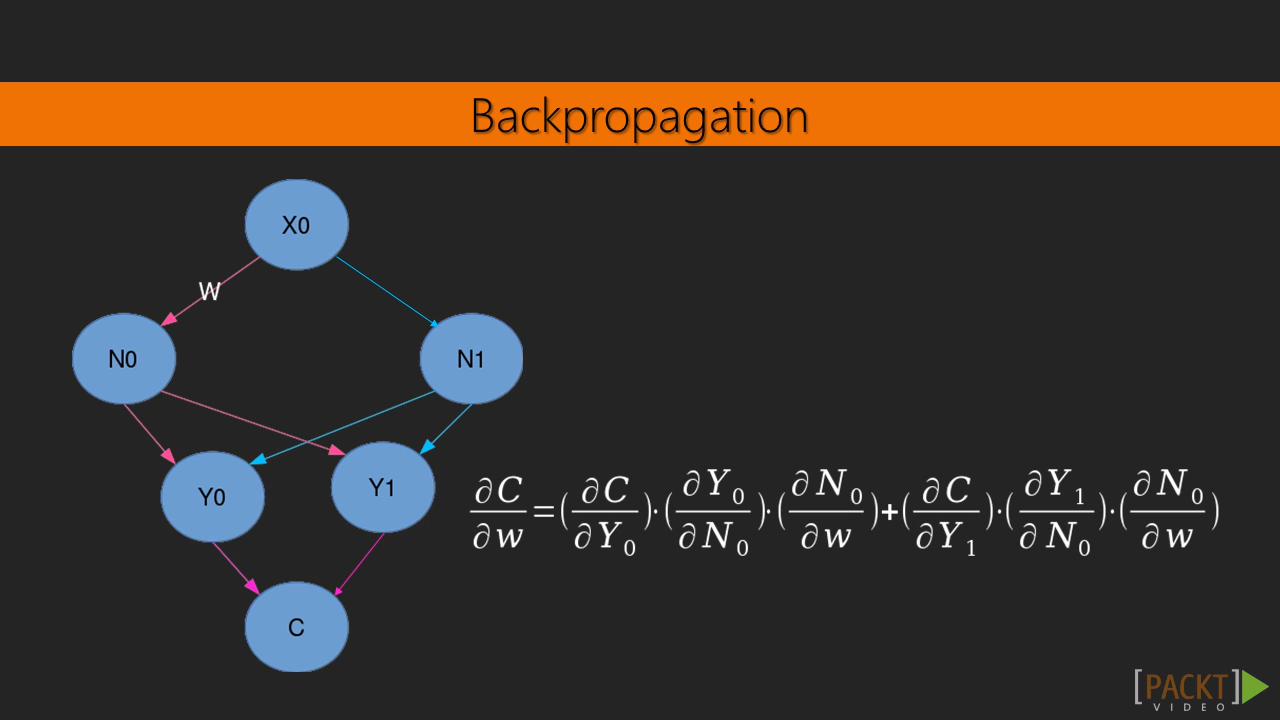 Backpropagation
X0
W
N0
N1
Y0
Y1
∂C/∂w=(∂C/∂Y₀)·(∂Y₀/∂N₀)·(∂N₀/∂w)+(∂C/∂Y₁)·(∂Y₁/∂N₀)·(∂N₀/∂w)
C
[PACKT]
VIDEO